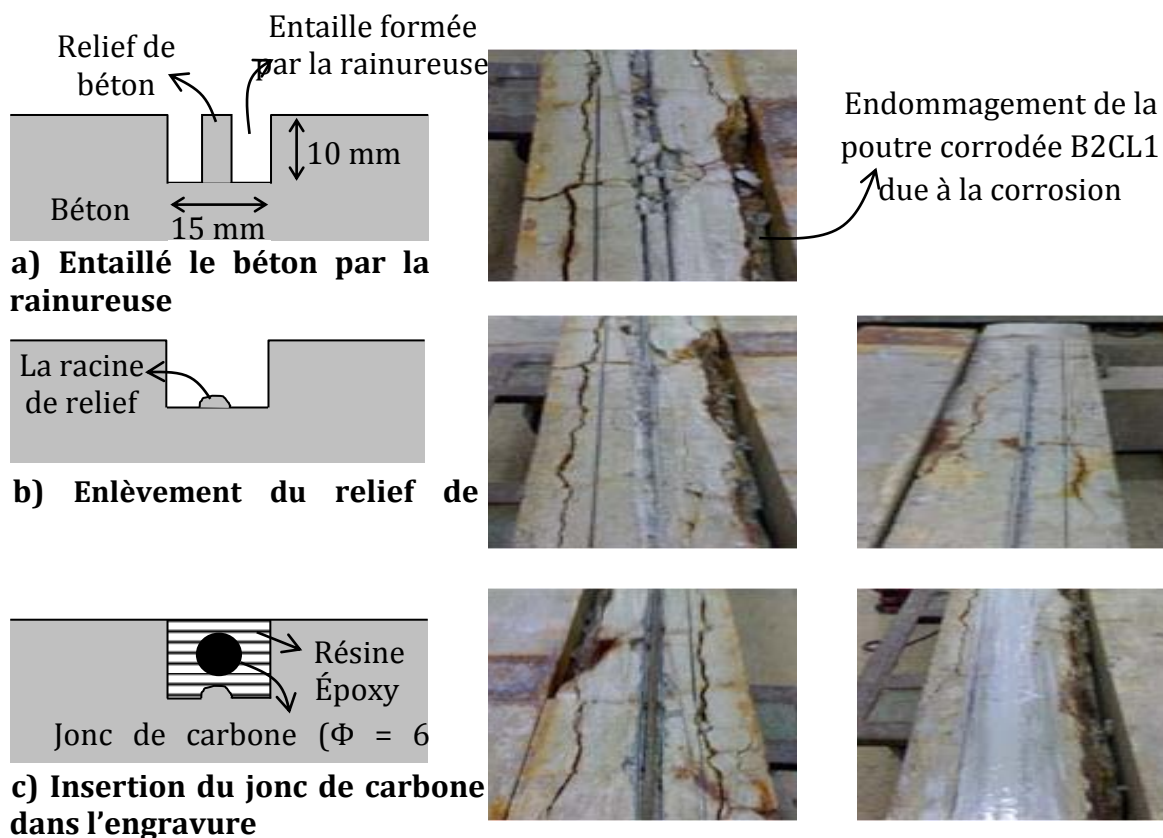 Relief de
béton
Entaille formée
par la rainureuse
10 mm
Béton
15 mm
Endommagement de la
poutre corrodée B2CL1
due à la corrosion
a) Entaillé le béton par la
rainureuse
La racine
de relief
b) Enlèvement du relief de
Résine
Époxy
Jonc de carbone (Φ = 6
c) Insertion du jonc de carbone
dans l'engravure